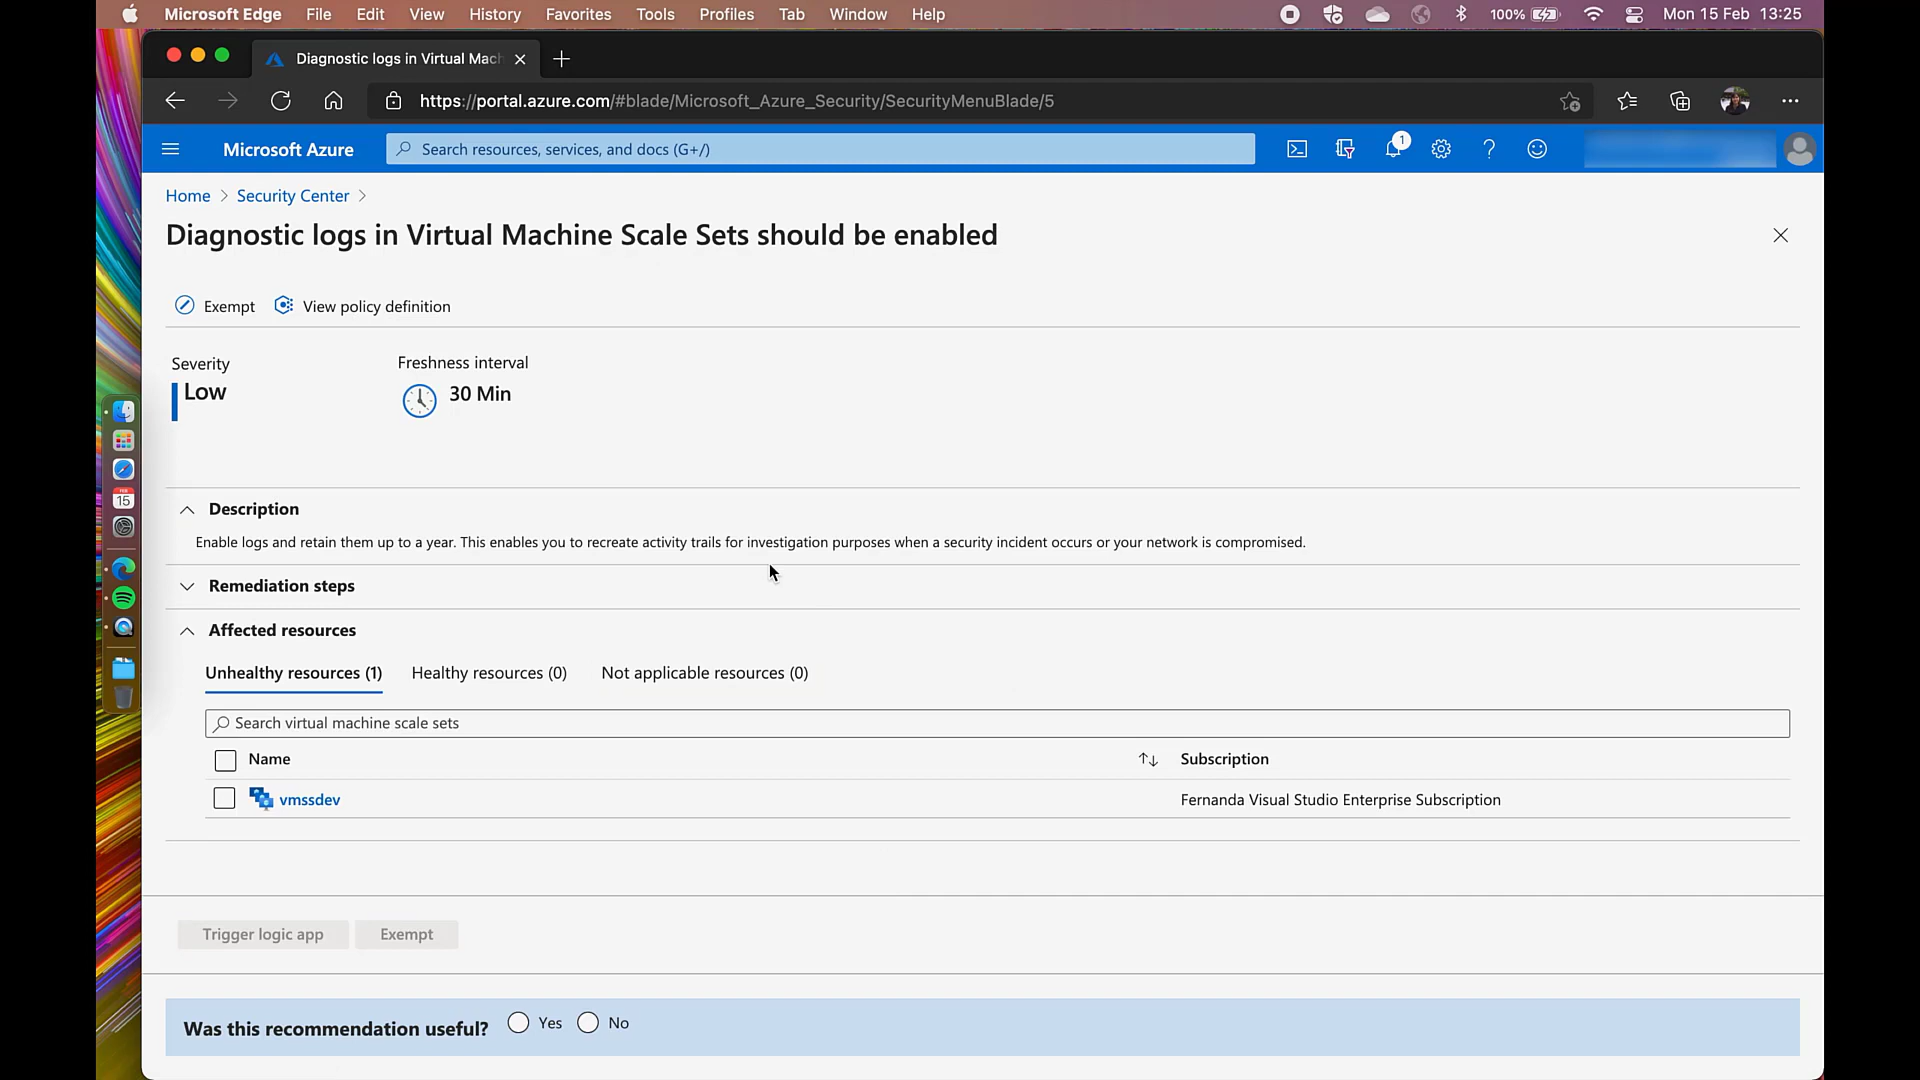 Microsoft Edge File Edit View History Favorites Tools Profiles Tab Window Help 100% Mon 15 Feb 13:25
Diagnostic logs in Virtual Mach
https://portal.azure.com/#blade/Microsoft_Azure_Security/SecurityMenuBlade/5
Microsoft Azure Search resources, services, and docs (G+/) 1
Home > Security Center >
Diagnostic logs in Virtual Machine Scale Sets should be enabled
Exempt View policy definition
Severity Freshness interval
Low 30 Min
Description
Enable logs and retain them up to a year. This enables you to recreate activity trails for investigation purposes when a security incident occurs or your network is compromised.
Remediation steps
Affected resources
Unhealthy resources (1) Healthy resources (0) Not applicable resources (0)
Search virtual machine scale sets
Name Subscription
vmssdev Fernanda Visual Studio Enterprise Subscription
Trigger logic app Exempt
Was this recommendation useful? Yes No
15